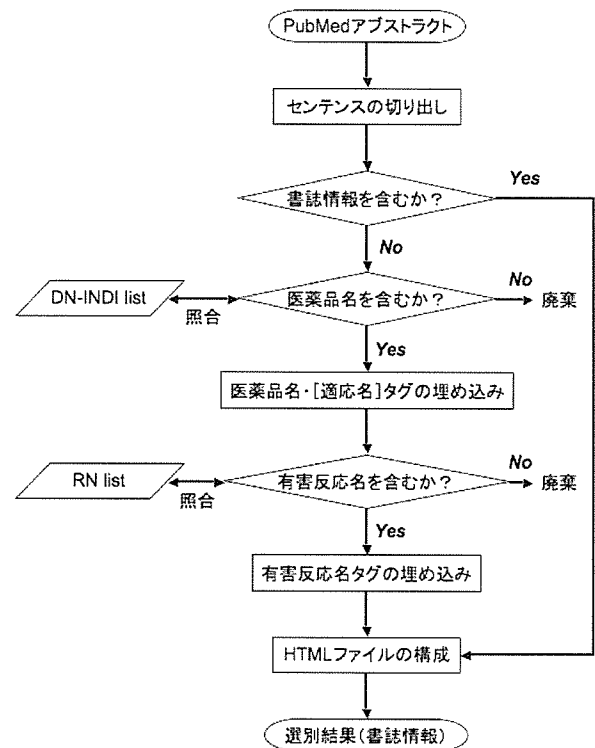 PubMedアブストラクト
センテンスの切り出し
書誌情報を含むか？
Yes
No
DN-INDI list
照合
医薬品名を含むか？
No
廃棄
Yes
医薬品名・[適応名]タグの埋め込み
RN list
照合
有害反応名を含むか？
No
廃棄
Yes
有害反応名タグの埋め込み
HTMLファイルの構成
選別結果(書誌情報)